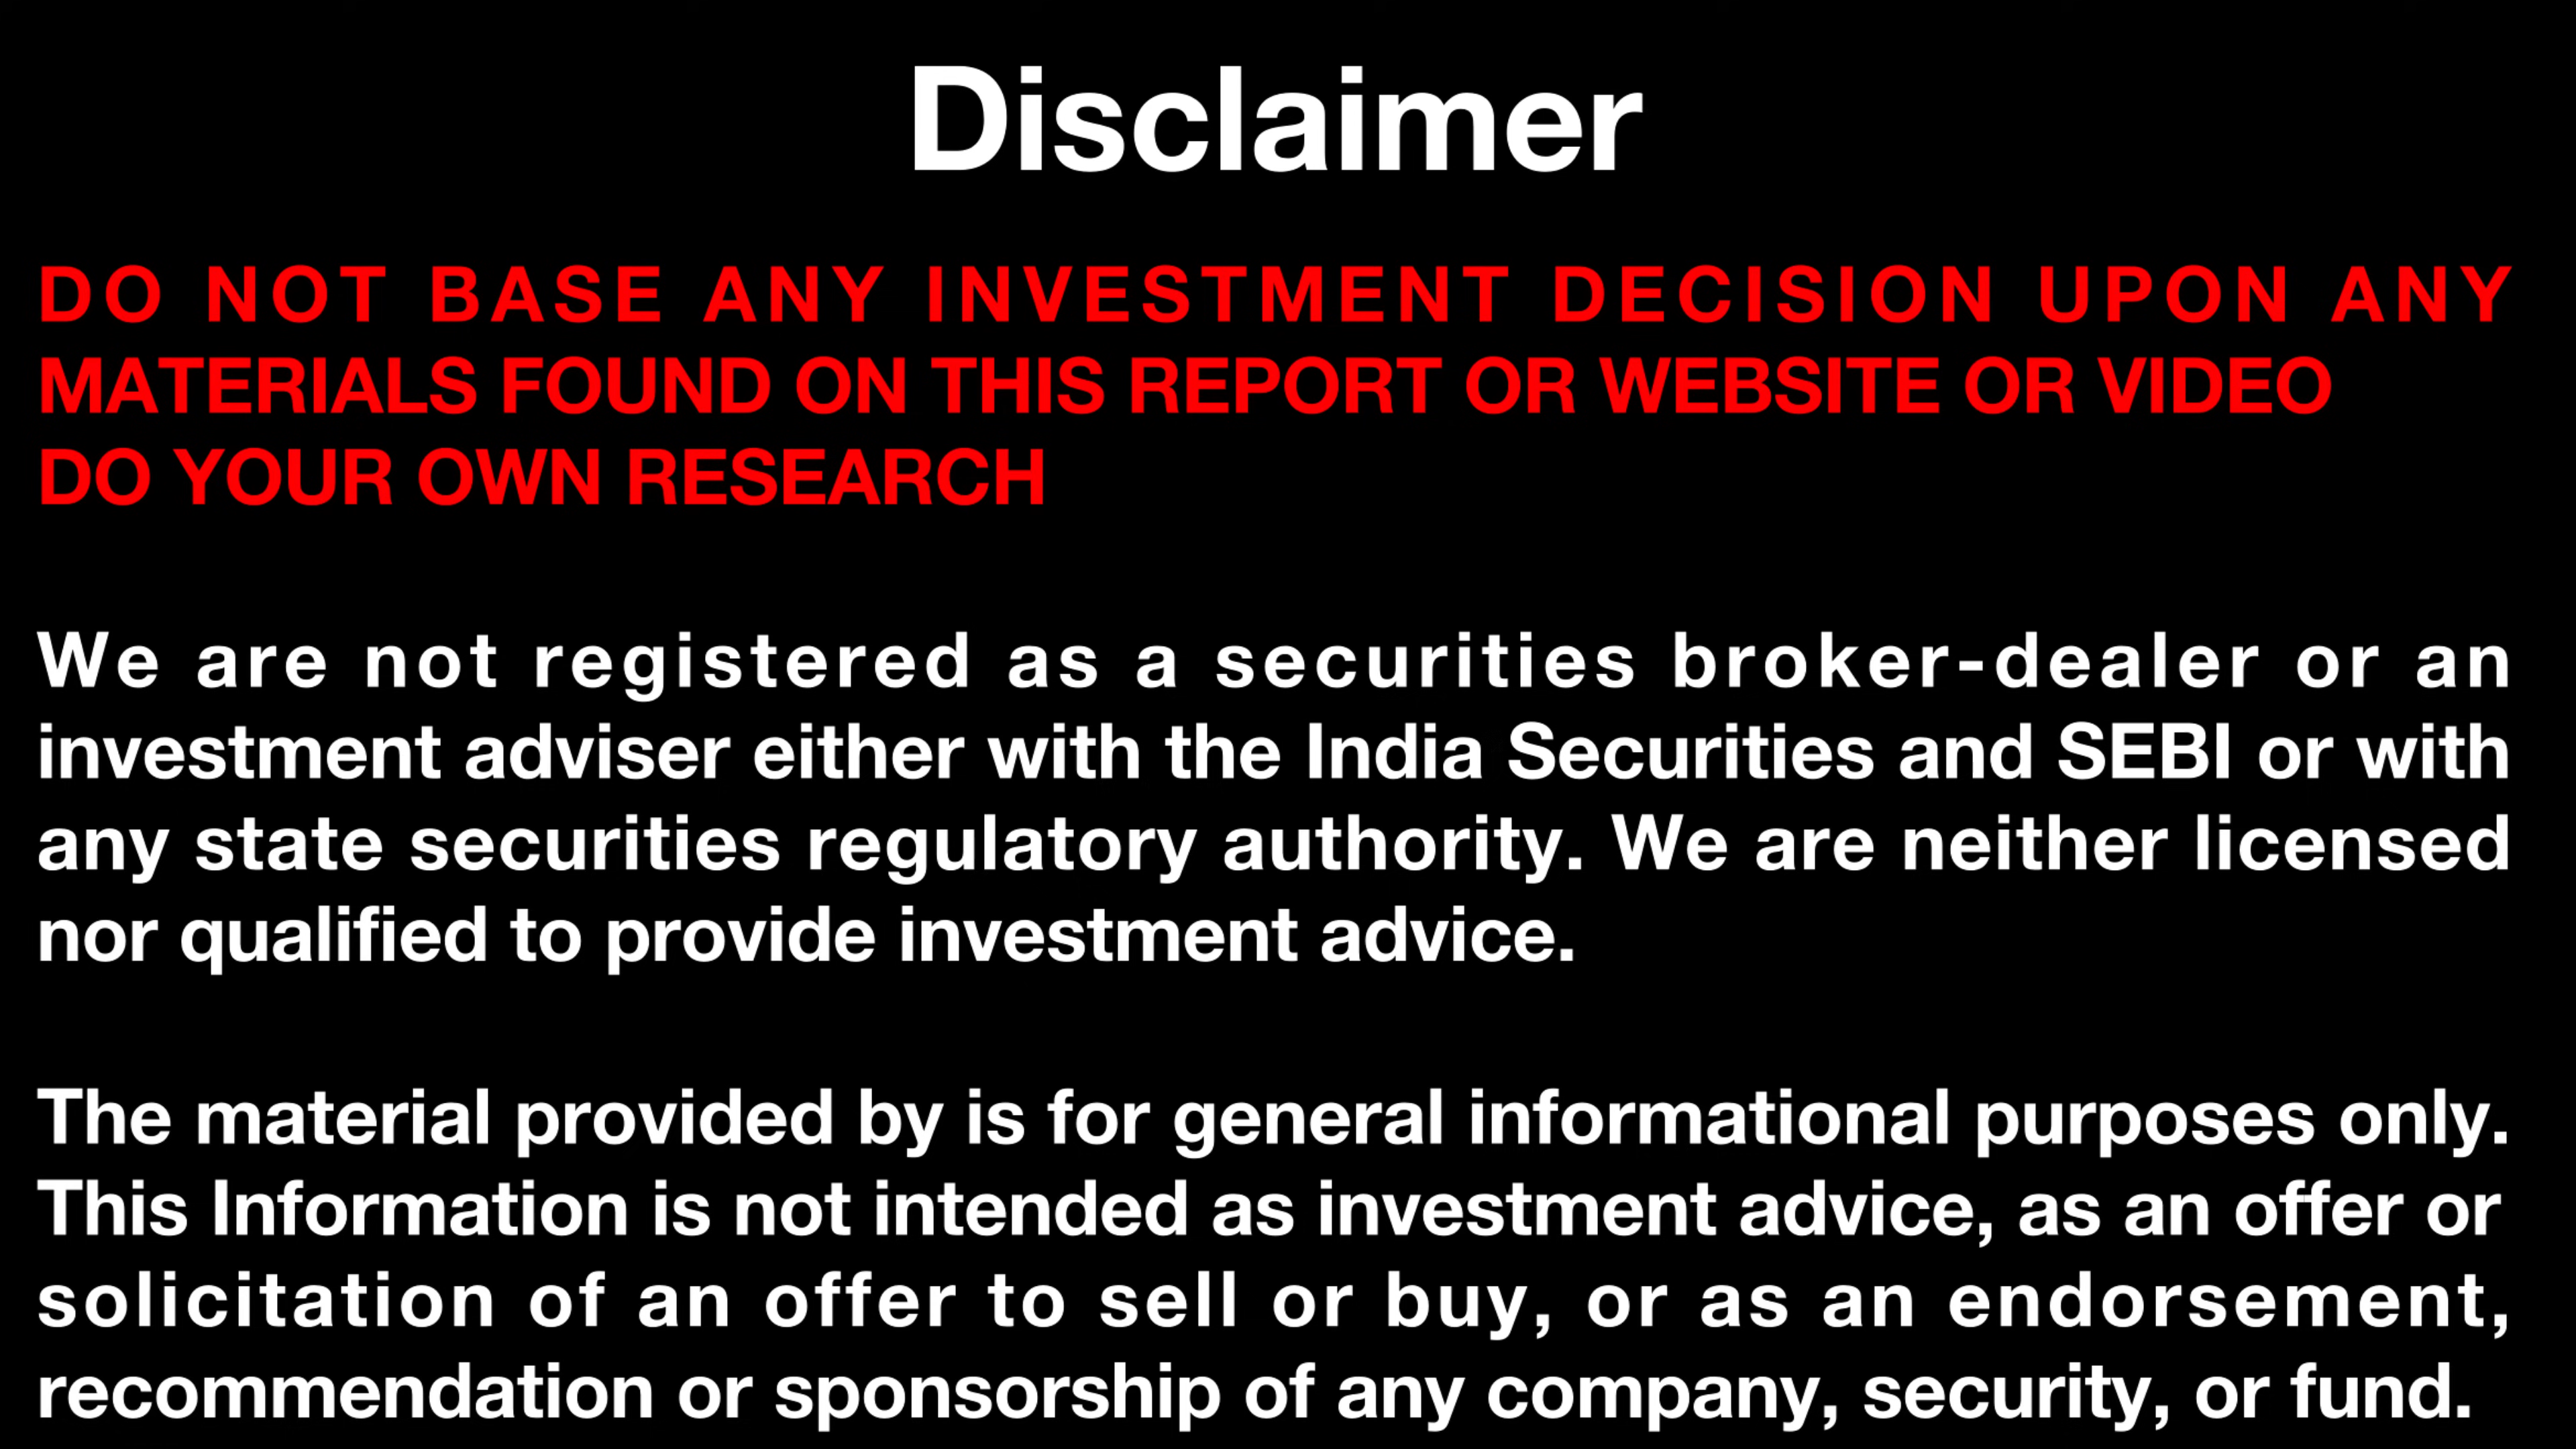 Disclaimer
DO NOT BASE ANY INVESTMENT DECISION UPON ANY
MATERIALS FOUND ON THIS REPORT OR WEBSITE OR VIDEO
DO YOUR OWN RESEARCH
We are not registered as a securities broker-dealer or an
investment adviser either with the India Securities and SEBI or with
any state securities regulatory authority. We are neither licensed
nor qualified to provide investment advice.
The material provided by is for general informational purposes only.
This Information is not intended as investment advice, as an offer or
solicitation of an offer to sell or buy, or as an endorsement,
recommendation or sponsorship of any company, security, or fund.